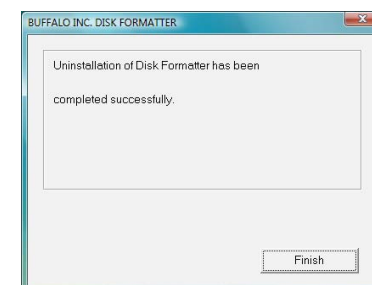 BUFFALO INC. DISK FORMATTER
Uninstallation of Disk Formatter has been
completed successfully.
Finish